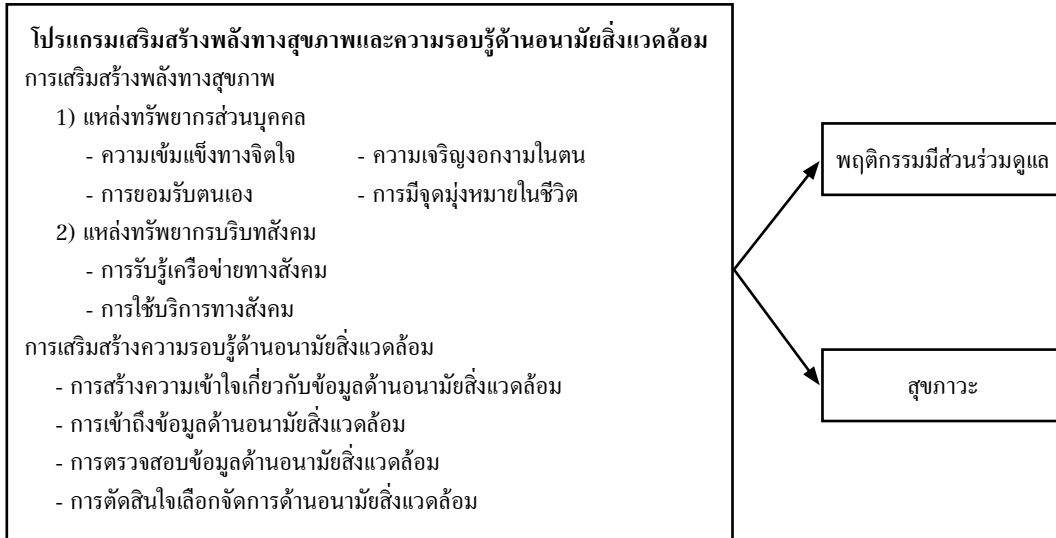 โปรแกรมเสริมสร้างพลังทางสุขภาพและความรอบรู้ด้านอนามัยสิ่งแวดล้อม
การเสริมสร้างพลังทางสุขภาพ
1) แหล่งทรัพยากรส่วนบุคคล
- ความเข้มแข็งทางจิตใจ - ความเจริญงอกงามในตน
- การยอมรับตนเอง - การมีจุดมุ่งหมายในชีวิต
2) แหล่งทรัพยากรบริบทสังคม
- การรับรู้เครือข่ายทางสังคม
- การใช้บริการทางสังคม
การเสริมสร้างความรอบรู้ด้านอนามัยสิ่งแวดล้อม
- การสร้างความเข้าใจเกี่ยวกับข้อมูลด้านอนามัยสิ่งแวดล้อม
- การเข้าถึงข้อมูลด้านอนามัยสิ่งแวดล้อม
- การตรวจสอบข้อมูลด้านอนามัยสิ่งแวดล้อม
- การตัดสินใจเลือกจัดการด้านอนามัยสิ่งแวดล้อม
พฤติกรรมมีส่วนร่วมดูแล
สุขภาวะ